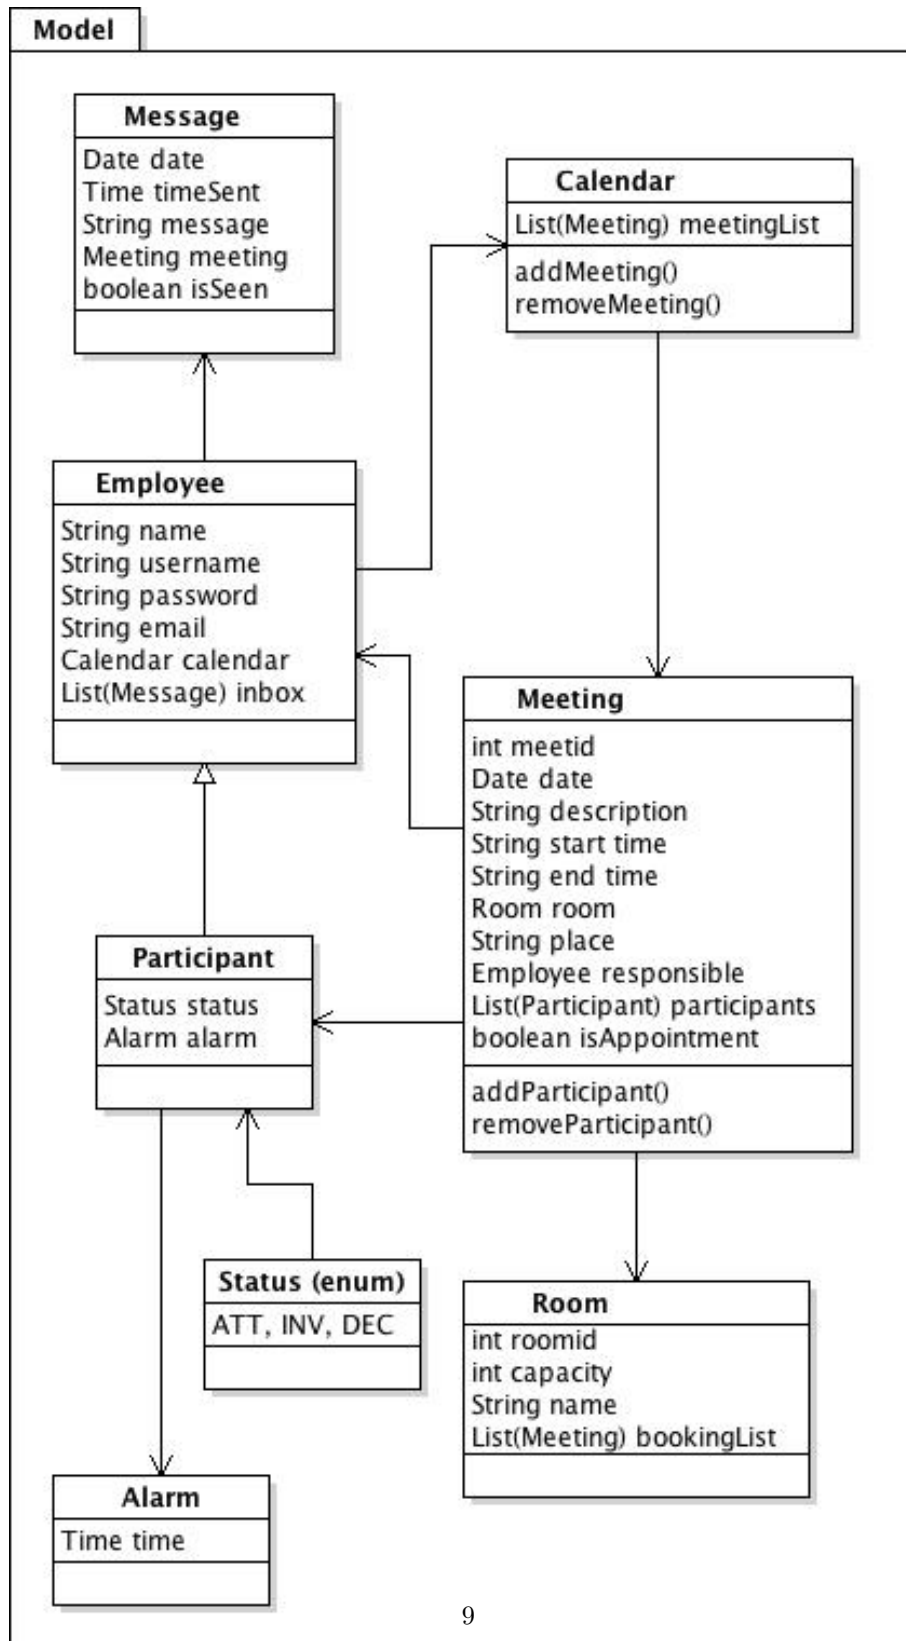 Model
Message
Date date
Time timeSent
String message
Meeting meeting
boolean isSeen
Calendar
List(Meeting) meetingList
addMeeting()
removeMeeting()
Employee
String name
String username
String password
String email
Calendar calendar
List(Message) inbox
Meeting
int meetid
Date date
String description
String start time
String end time
Room room
String place
Employee responsible
List(Participant) participants
boolean isAppointment
addParticipant()
removeParticipant()
Participant
Status status
Alarm alarm
Status (enum)
ATT, INV, DEC
Room
int roomid
int capacity
String name
List(Meeting) bookingList
Alarm
Time time
9